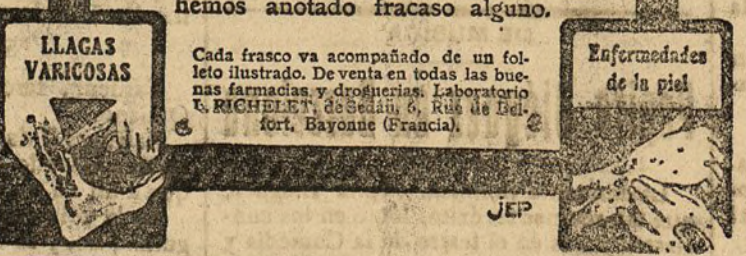 hemos anotado fracaso alguno.
LLAGAS
VARICOSAS
Cada frasco va acompañado de un fol-
leto ilustrado. De venta en todas las bue-
nas farmacias y droguerias. Laboratorio
L. RICHELET, de Sedán, 6, Rue de Bel-
fort, Bayonne (Francia).
Enfermedades
de la piel
JEP